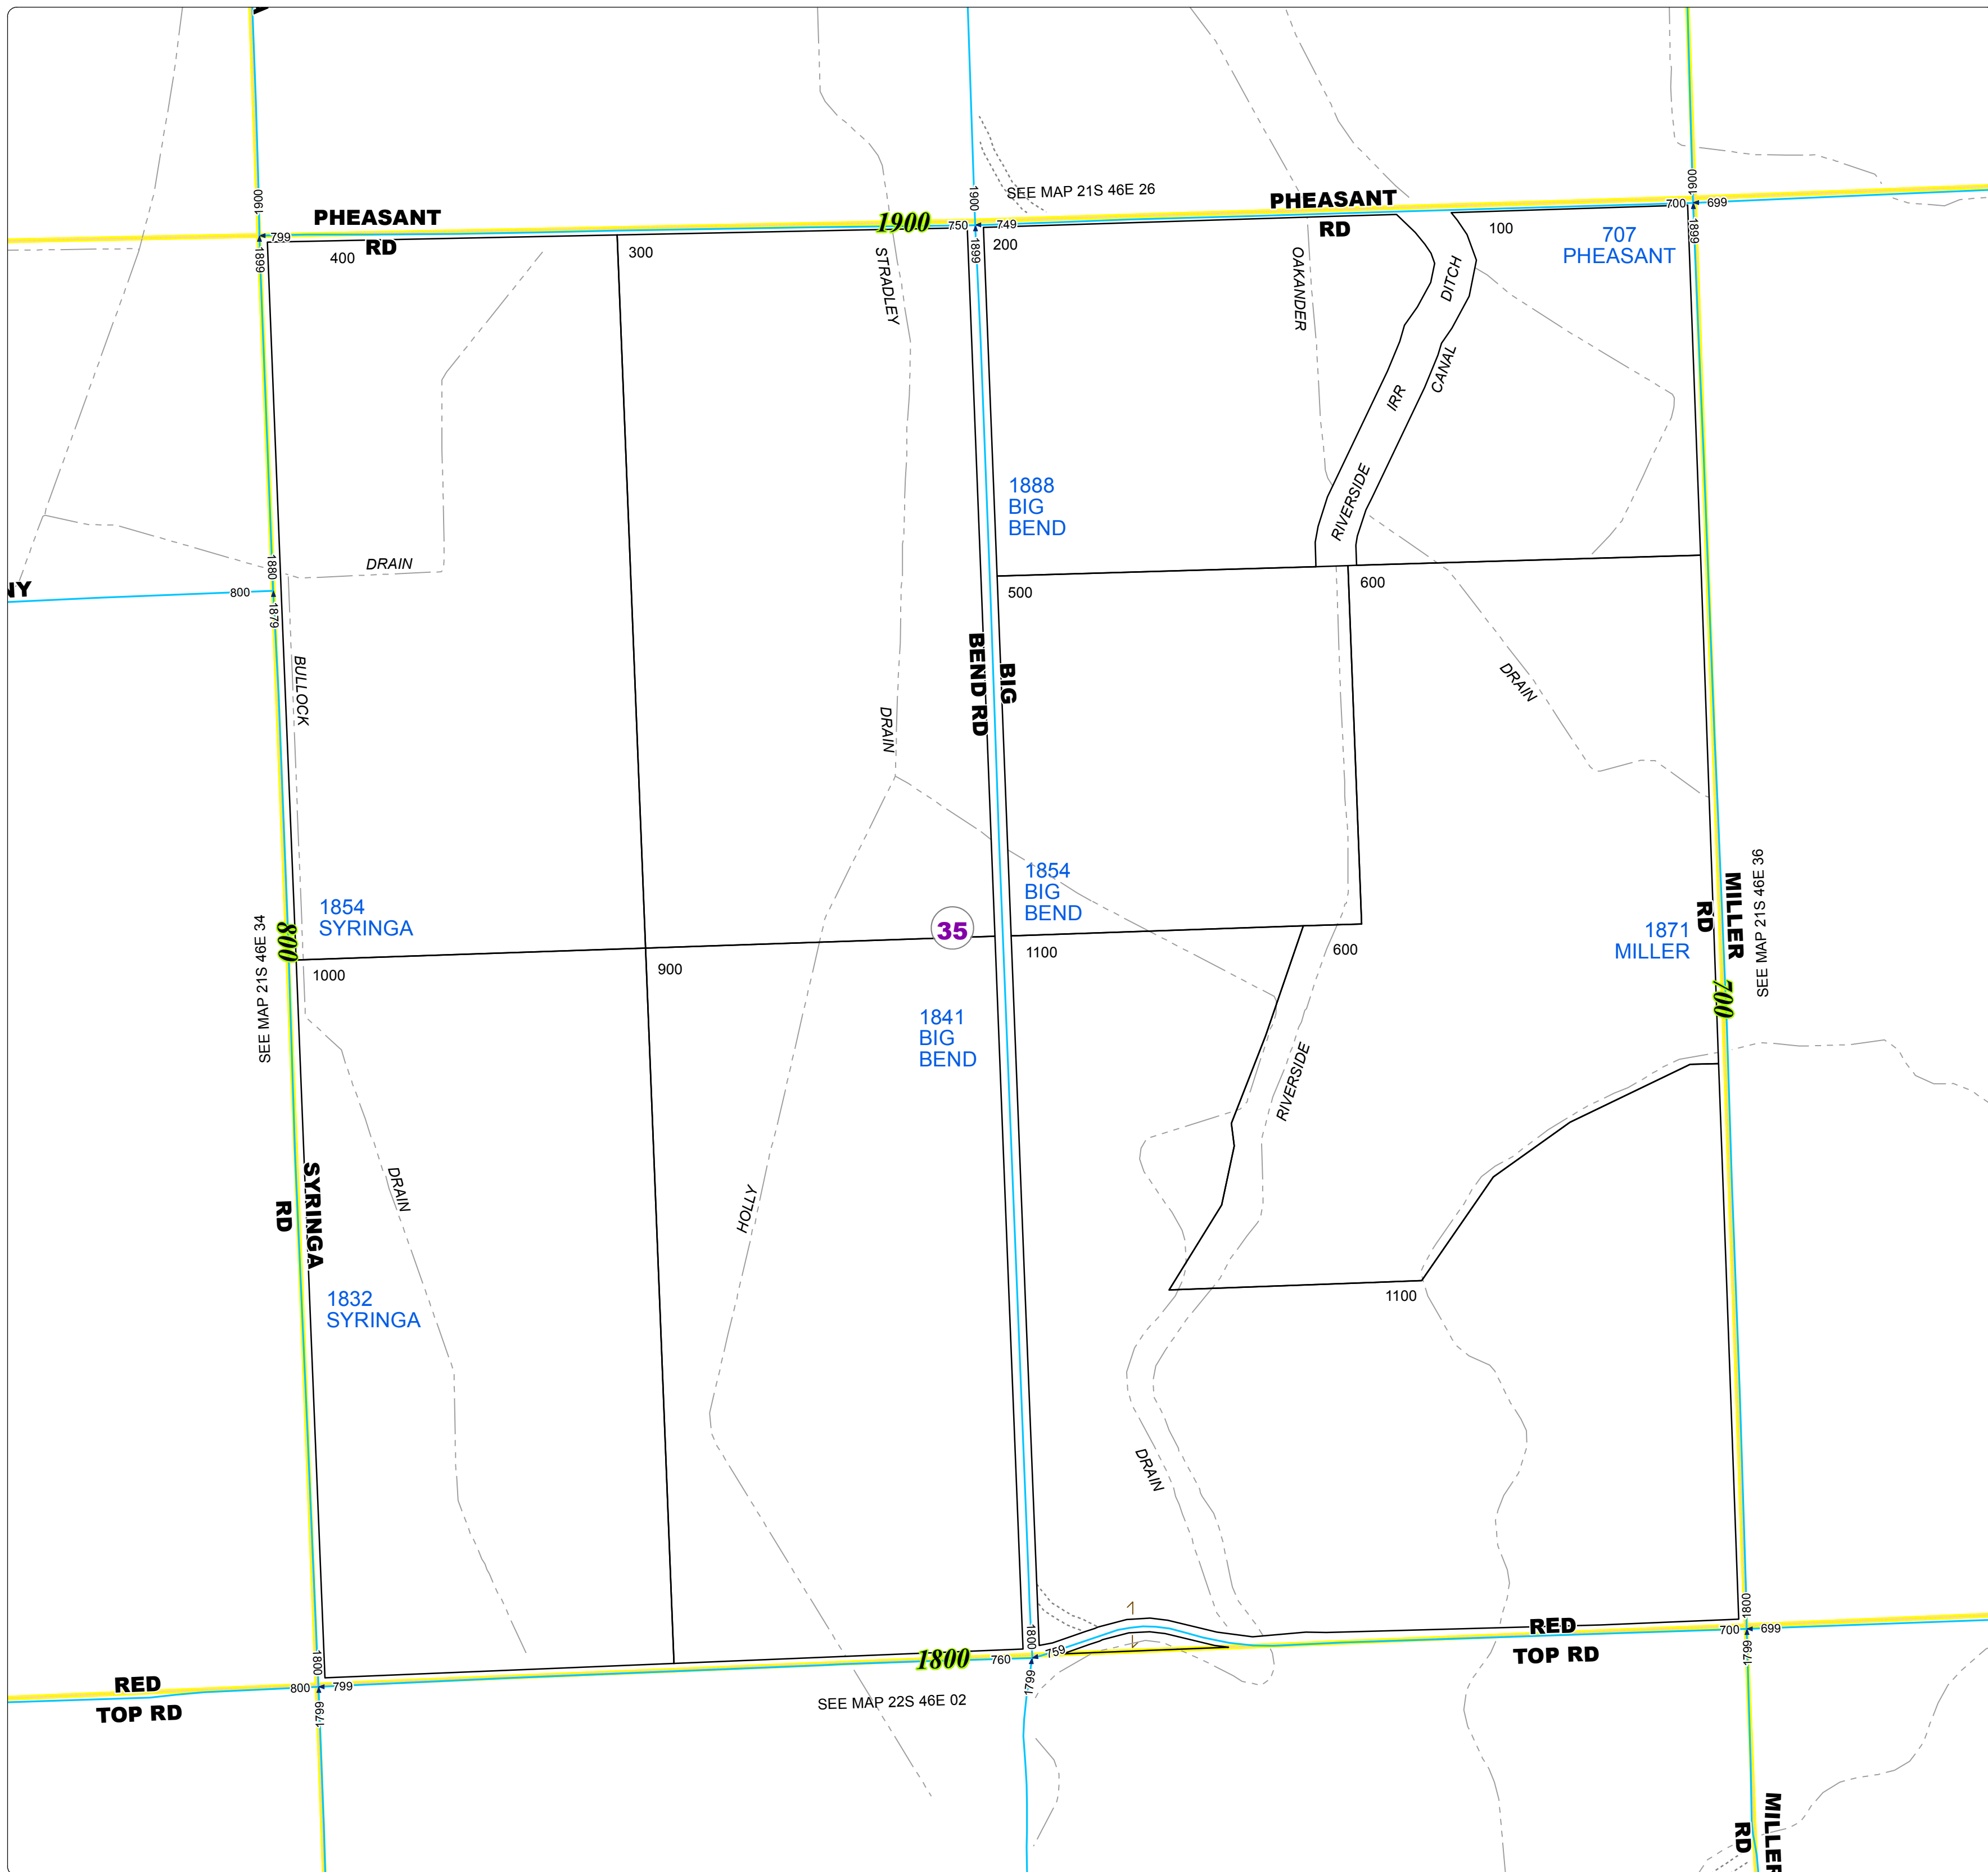 1900
1900
SEE MAP 21S 46E 26
1900
PHEASANT
RD
799
1900
750
749
PHEASANT
RD
700
699
1899
1899
1899
400
300
200
100
707
PHEASANT
STRADLEY
OAKANDER
DITCH
CANAL
IRR
RIVERSIDE
1888
BIG
BEND
DRAIN
1880
NY
800
1879
500
600
BULLOCK
BEND RD
BIG
DRAIN
DRAIN
1854
SYRINGA
1854
BIG
BEND
MILLER
RD
SEE MAP 21S 46E 36
SEE MAP 21S 46E 34
800
35
1871
MILLER
1000
900
1100
600
700
1841
BIG
BEND
RIVERSIDE
SYRINGA
RD
DRAIN
HOLLY
1832
SYRINGA
1100
DRAIN
1
1800
1800
1800
1800
760
759
RED
TOP RD
700
699
RED
TOP RD
800
799
1799
1799
1799
SEE MAP 22S 46E 02
MILLER
RD